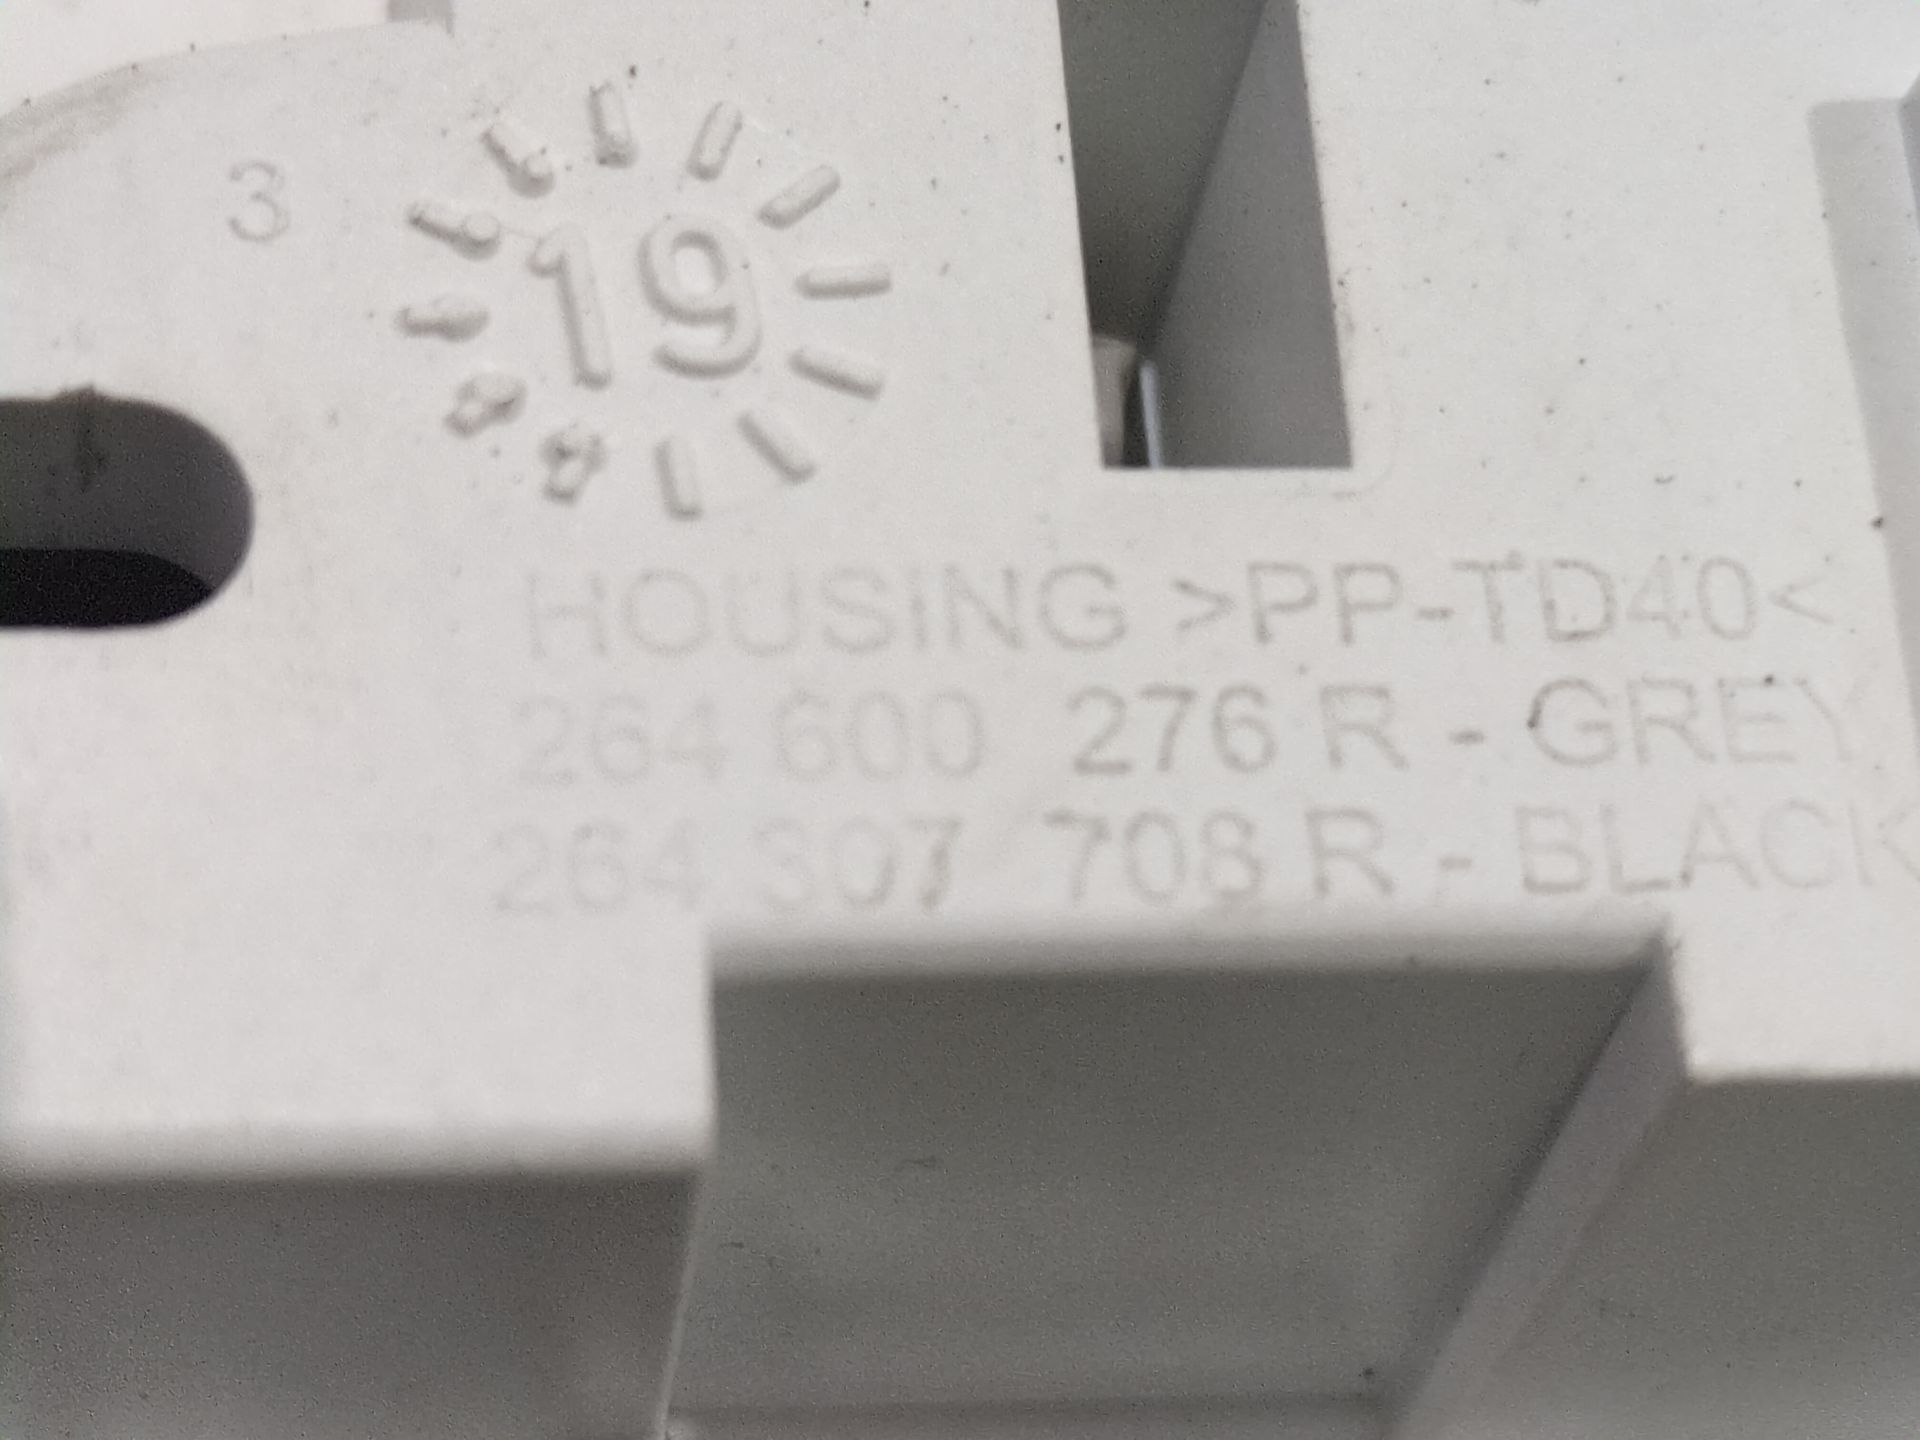 3
19
HOUSING >PP-TD40<
264 600 276 R - GREY
264 307 708 R - BLACK